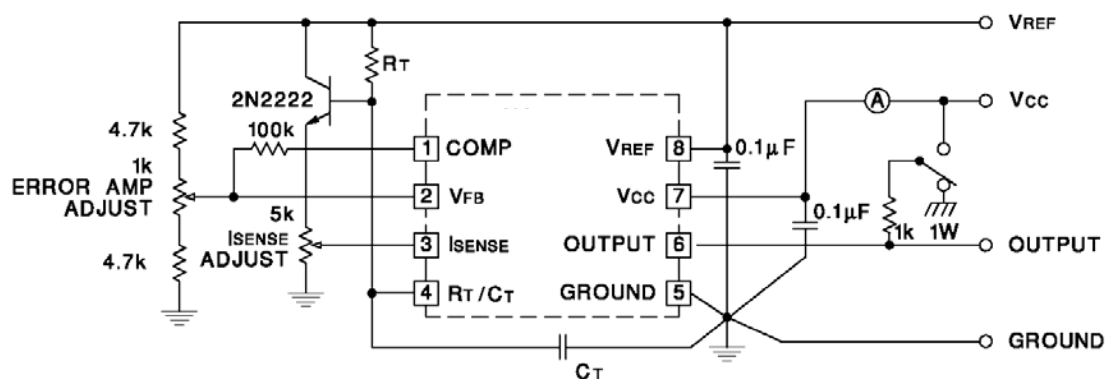 VREF
RT
2N2222
A
VCC
4.7k
100k
1 COMP
VREF 8
0.1μF
1k
ERROR AMP
ADJUST
2 VFB
VCC 7
0.1μF
5k
ISENSE
ADJUST
3 ISENSE
OUTPUT 6
1k
1W
OUTPUT
4.7k
4 RT/CT
GROUND 5
GROUND
CT